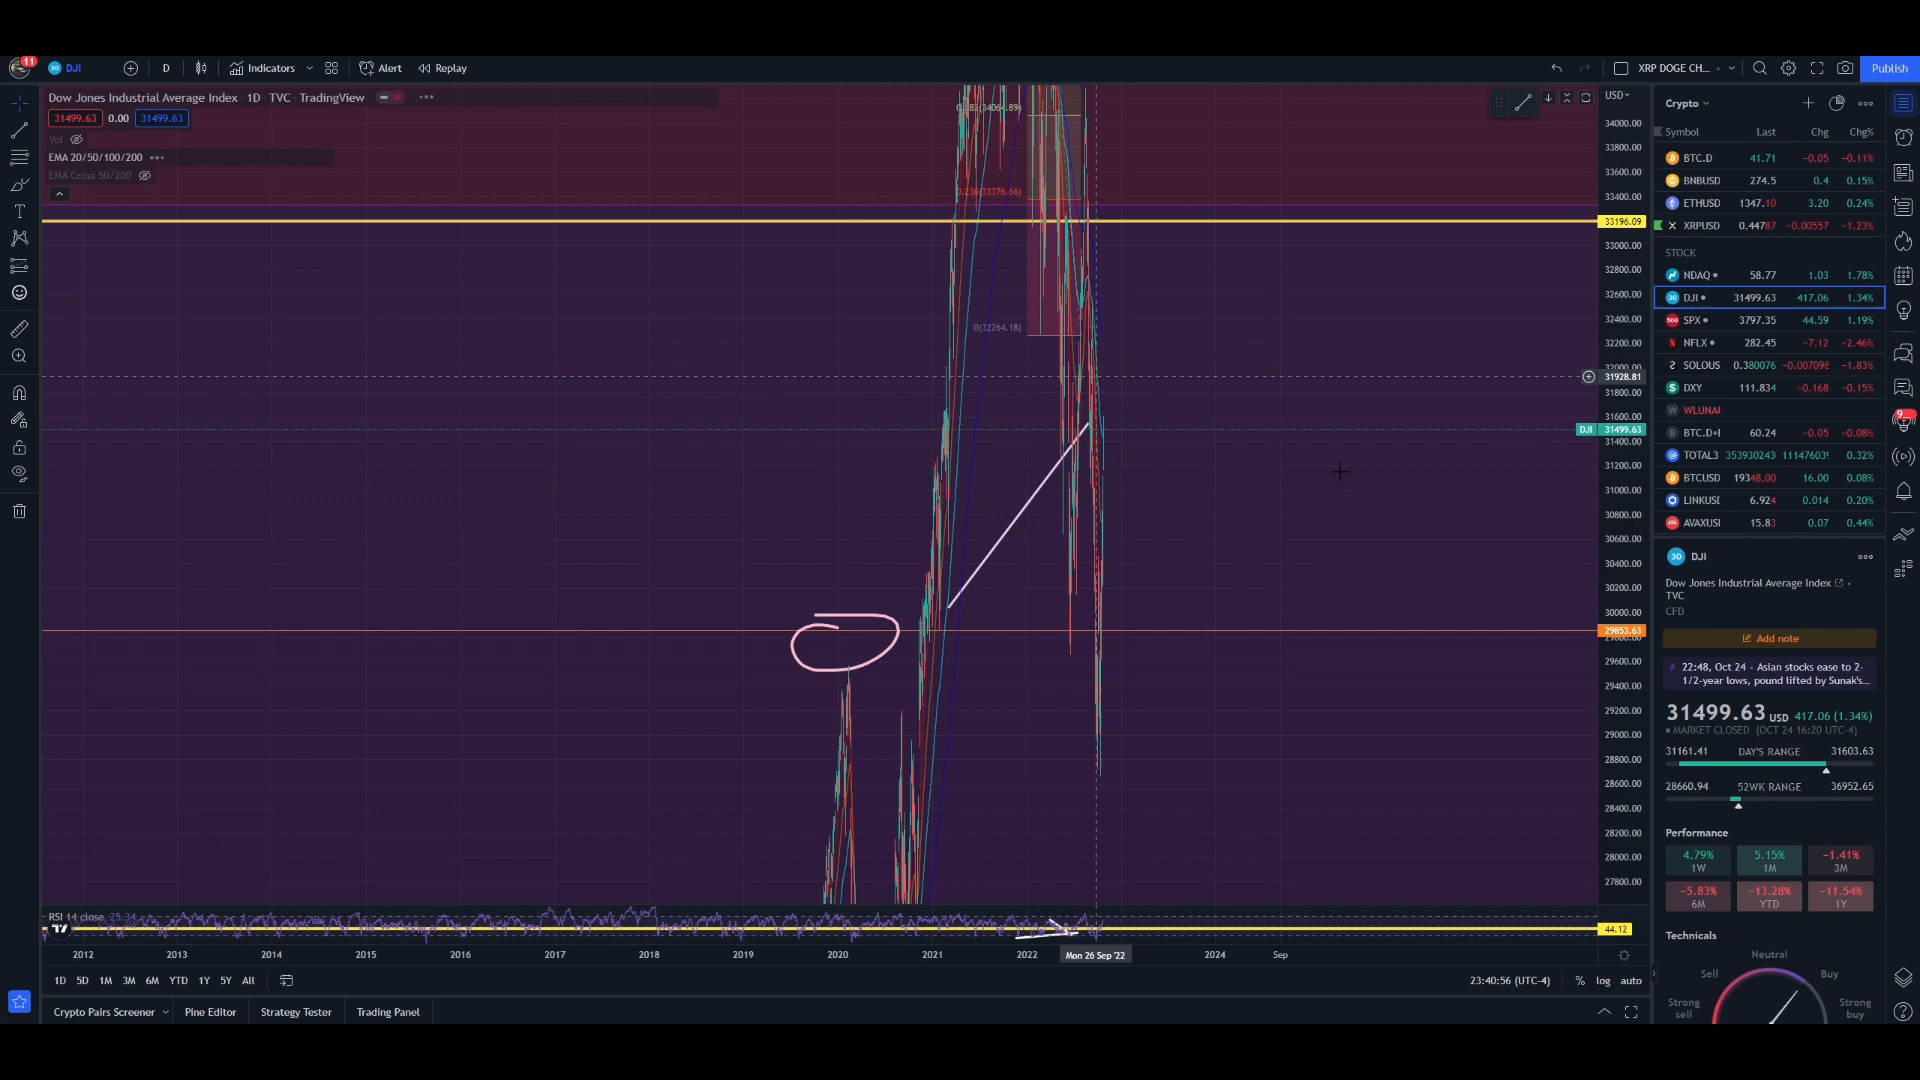 11
30 DJI
D
Indicators
Alert
Replay
XRP DOGE CH...
Publish
Dow Jones Industrial Average Index · 1D · TVC · TradingView
31499.63 0.00 31499.63
Vol
EMA 20/50/100/200
EMA Cross 50/200
0.236(33376.66)
0(32264.18)
USD
34000.00
33800.00
33600.00
33400.00
33196.09
33000.00
32800.00
32600.00
32400.00
32200.00
31928.81
31800.00
31600.00
DJI 31499.63
31400.00
31200.00
31000.00
30800.00
30600.00
30400.00
30200.00
30000.00
29853.63
29600.00
29400.00
29200.00
29000.00
28800.00
28600.00
28400.00
28200.00
28000.00
27800.00
RSI 14 close 25.34
44.12
2012 2013 2014 2015 2016 2017 2018 2019 2020 2021 2022 Mon 26 Sep '22 2024 Sep
1D 5D 1M 3M 6M YTD 1Y 5Y All
23:40:56 (UTC-4) % log auto
Crypto Pairs Screener Pine Editor Strategy Tester Trading Panel
Crypto
Symbol Last Chg Chg%
BTC.D 41.71 −0.05 −0.11%
BNBUSD 274.5 0.4 0.15%
ETHUSD 1347.10 3.20 0.24%
XRPUSD 0.44787 −0.00557 −1.23%
STOCK
NDAQ 58.77 1.03 1.78%
30 DJI 31499.63 417.06 1.34%
500 SPX 3797.35 44.59 1.19%
NFLX 282.45 −7.12 −2.46%
SOLOUS 0.380076 −0.007098 −1.83%
DXY 111.834 −0.168 −0.15%
WLUNAI
BTC.D+I 60.24 −0.05 −0.08%
TOTAL3 0.32%
BTCUSD 19348.00 16.00 0.08%
LINKUSI 6.924 0.014 0.20%
AVAXUSI 15.83 0.07 0.44%
30 DJI
Dow Jones Industrial Average Index ·
TVC
CFD
Add note
22:48, Oct 24 · Asian stocks ease to 2-
1/2-year lows, pound lifted by Sunak's...
31499.63 USD 417.06 (1.34%)
MARKET CLOSED (OCT 24 16:20 UTC-4)
31161.41 DAY'S RANGE 31603.63
28660.94 52WK RANGE 36952.65
Performance
4.79% 5.15% −1.41%
1W 1M 3M
−5.83% −13.28% −11.54%
6M YTD 1Y
Technicals
Neutral
Sell Buy
Strong sell Strong buy
9